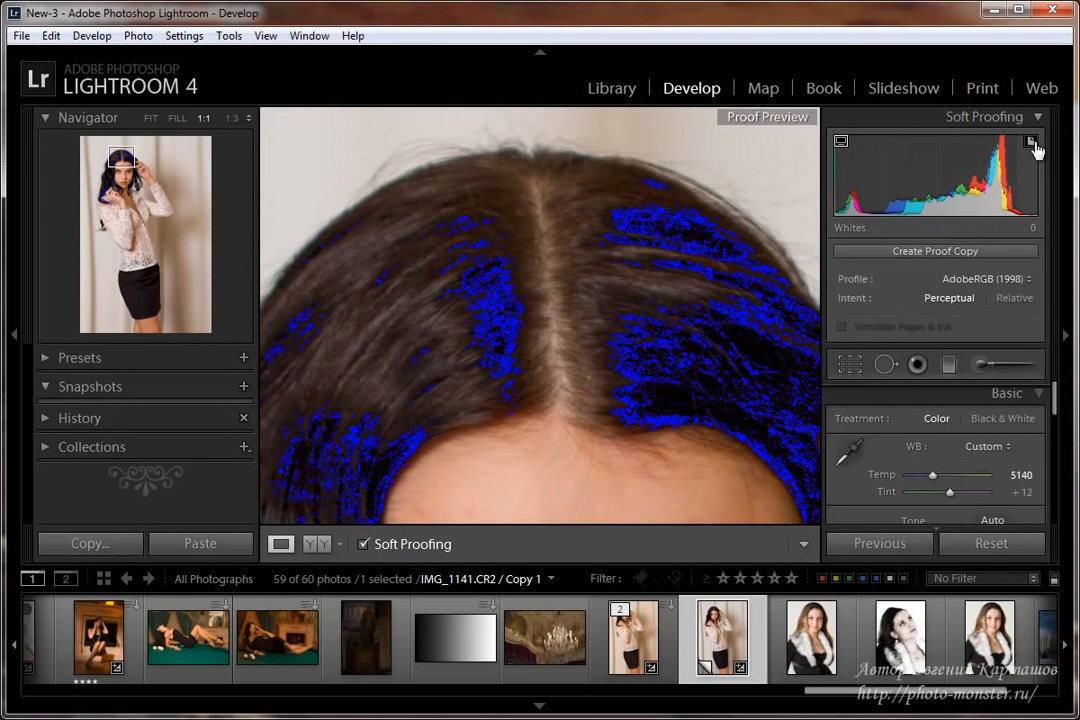 New-3 - Adobe Photoshop Lightroom - Develop
File Edit Develop Photo Settings Tools View Window Help
Lr ADOBE PHOTOSHOP
LIGHTROOM 4
Library | Develop | Map | Book | Slideshow | Print | Web
Navigator FIT FILL 1:1 1:3
Proof Preview
Soft Proofing
Whites 0
Create Proof Copy
Profile : AdobeRGB (1998)
Intent : Perceptual Relative
Simulate Paper & Ink
Presets
Snapshots
History
Collections
Basic
Treatment : Color Black & White
WB : Custom
Temp 5140
Tint + 12
Tone Auto
Copy... Paste
Soft Proofing
Previous Reset
1 2 All Photographs 59 of 60 photos /1 selected /IMG_1141.CR2 / Copy 1 Filter : No Filter
2
Автор: Евгений Карташов
http://photo-monster.ru/